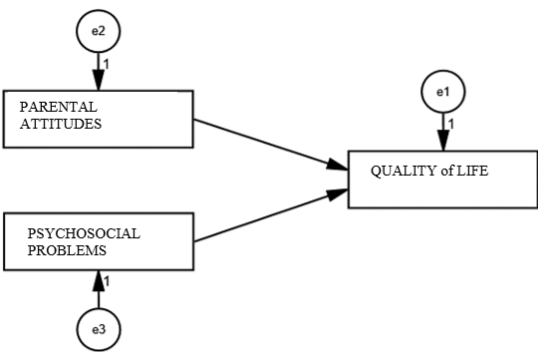 e2
1
PARENTAL
ATTITUDES
e1
1
QUALITY of LIFE
PSYCHOSOCIAL
PROBLEMS
1
e3